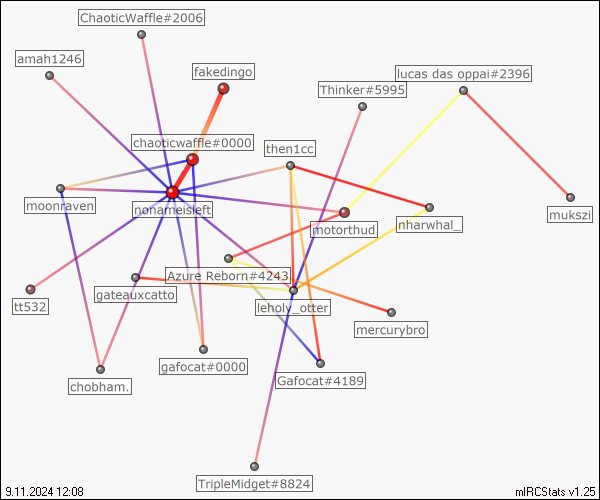 ChaoticWaffle#2006
amah1246
fakedingo
lucas das oppai#2396
Thinker#5995
chaoticwaffle#0000
then1cc
moonraven
nonameisleft
mukszi
motorthud
nharwhal_
Azure Reborn#4243
gateauxcatto
tt532
leholy_otter
mercurybro
gafocat#0000
Gafocat#4189
chobham.
TripleMidget#8824
9.11.2024 12:08
mIRCStats v1.25